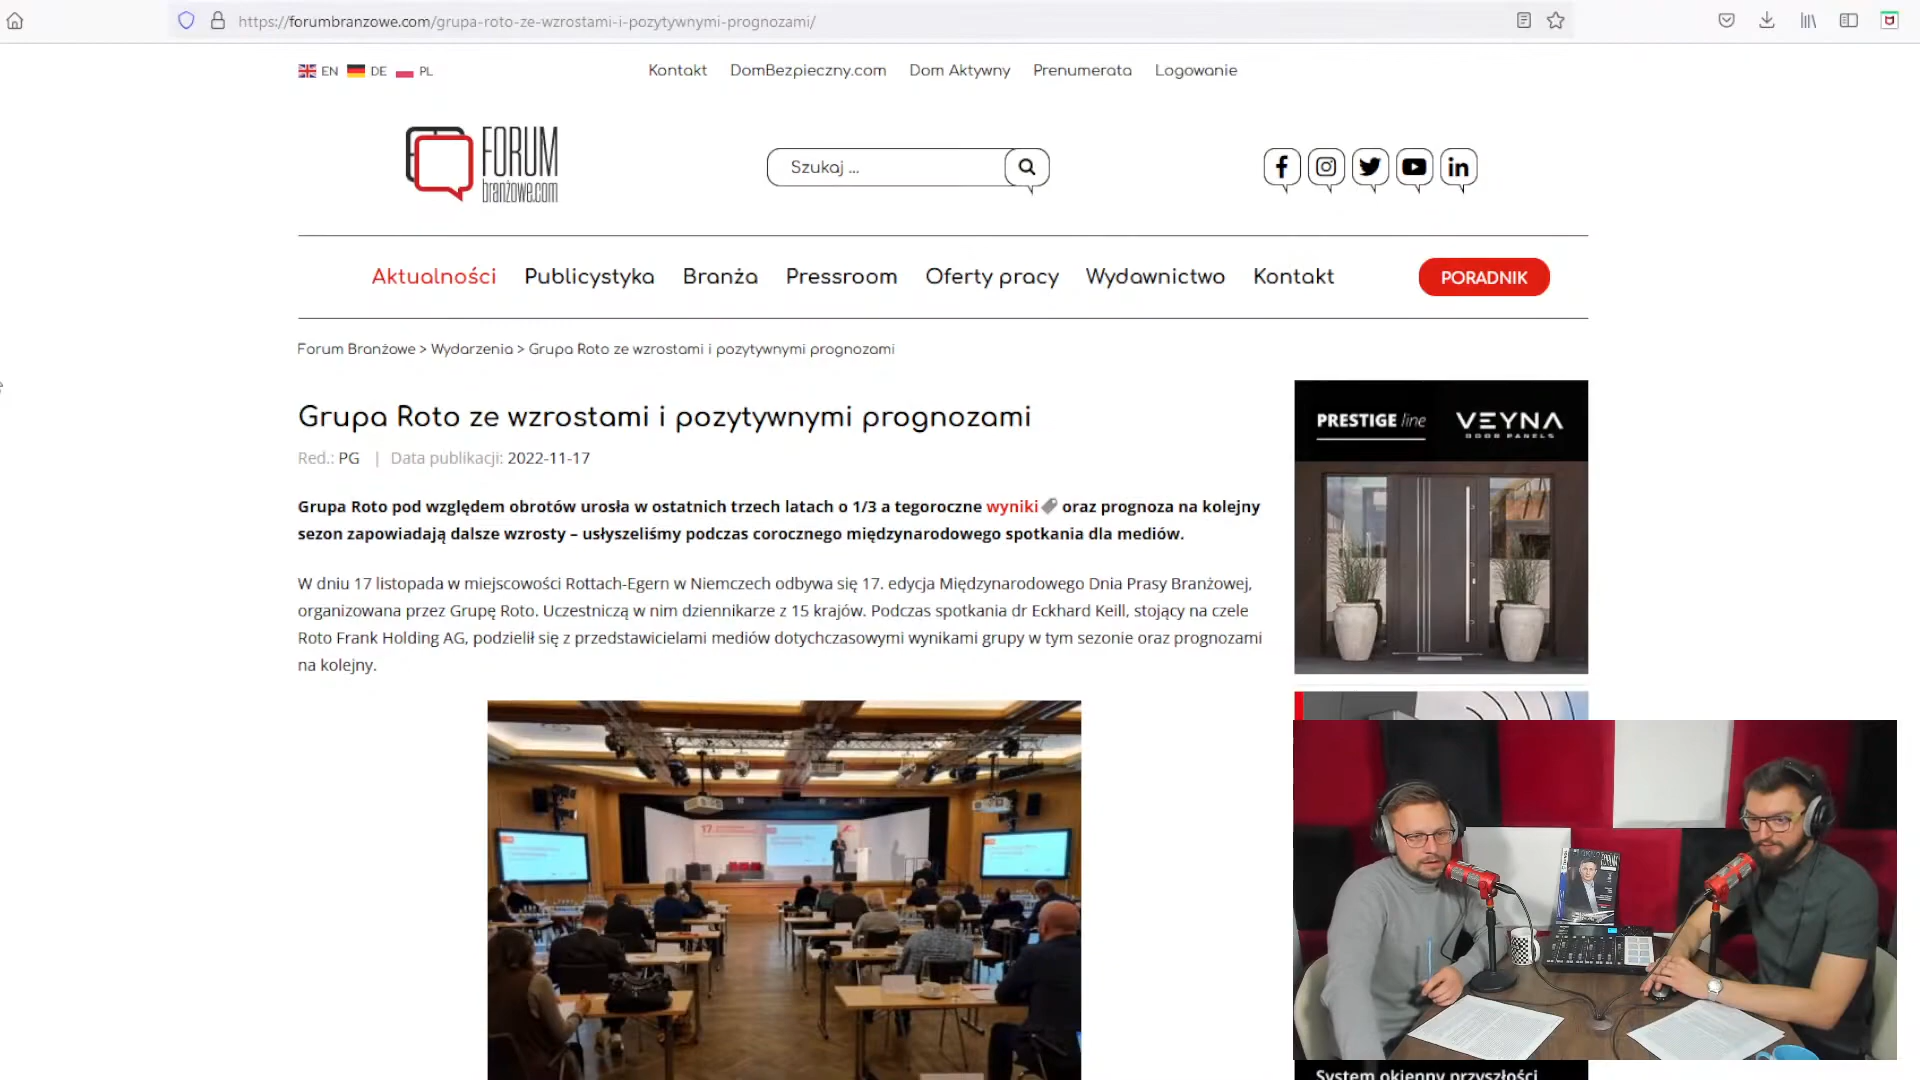 https://forumbranzowe.com/grupa-roto-ze-wzrostami-i-pozytywnymi-prognozami/
EN DE PL
Kontakt DomBezpieczny.com Dom Aktywny Prenumerata Logowanie
FORUM
branżowe.com
Szukaj ...
Aktualności Publicystyka Branża Pressroom Oferty pracy Wydawnictwo Kontakt PORADNIK
Forum Branżowe > Wydarzenia > Grupa Roto ze wzrostami i pozytywnymi prognozami
Grupa Roto ze wzrostami i pozytywnymi prognozami
Red.: PG | Data publikacji: 2022-11-17
Grupa Roto pod względem obrotów urosła w ostatnich trzech latach o 1/3 a tegoroczne wyniki oraz prognoza na kolejny
sezon zapowiadają dalsze wzrosty – usłyszeliśmy podczas corocznego międzynarodowego spotkania dla mediów.
W dniu 17 listopada w miejscowości Rottach-Egern w Niemczech odbywa się 17. edycja Międzynarodowego Dnia Prasy Branżowej,
organizowana przez Grupę Roto. Uczestniczą w nim dziennikarze z 15 krajów. Podczas spotkania dr Eckhard Keill, stojący na czele
Roto Frank Holding AG, podzielił się z przedstawicielami mediów dotychczasowymi wynikami grupy w tym sezonie oraz prognozami
na kolejny.
PRESTIGE line VEYNA
DOOR PANELS
17.
FORUM
System okienny przyszłości